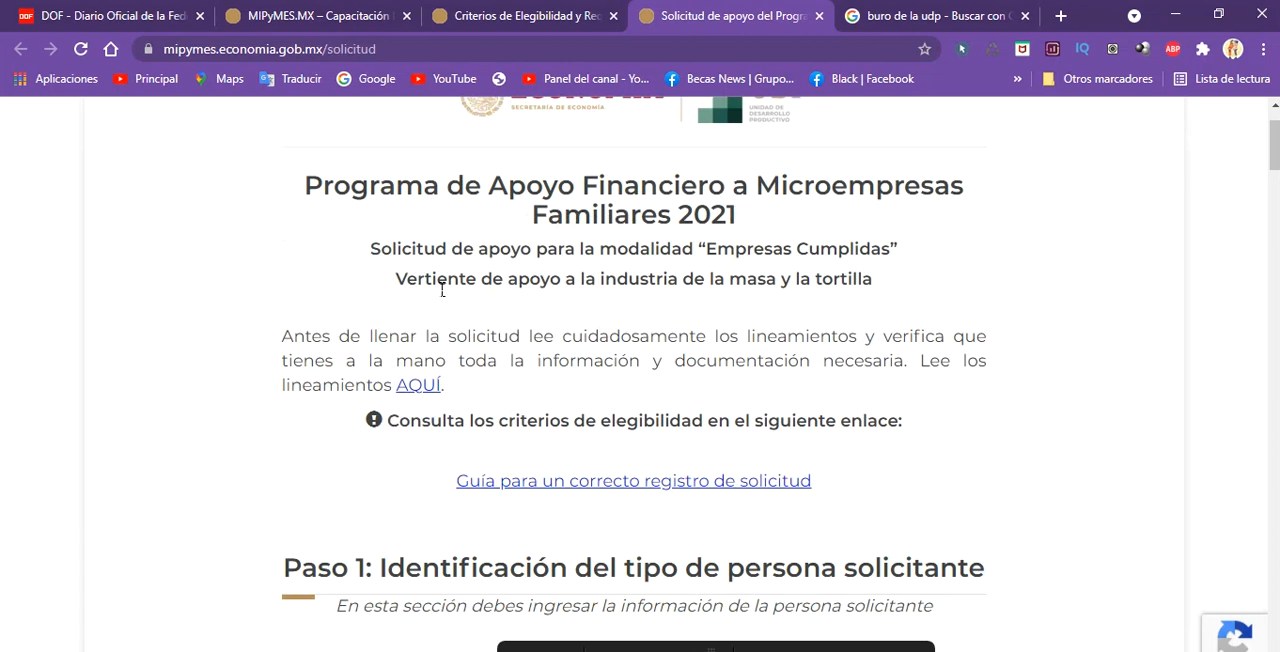 DOF - Diario Oficial de la Fed
MIPyMES.MX – Capacitación
Criterios de Elegibilidad y Re
Solicitud de apoyo del Progra
buro de la udp - Buscar con
mipymes.economia.gob.mx/solicitud
Aplicaciones
Principal
Maps
Traducir
Google
YouTube
Panel del canal - Yo...
Becas News | Grupo...
Black | Facebook
»
Otros marcadores
Lista de lectura
SECRETARÍA DE ECONOMÍA
UNIDAD DE
DESARROLLO
PRODUCTIVO
Programa de Apoyo Financiero a Microempresas
Familiares 2021
Solicitud de apoyo para la modalidad “Empresas Cumplidas”
Vertiente de apoyo a la industria de la masa y la tortilla
Antes de llenar la solicitud lee cuidadosamente los lineamientos y verifica que
tienes a la mano toda la información y documentación necesaria. Lee los
lineamientos AQUÍ.
Consulta los criterios de elegibilidad en el siguiente enlace:
Guía para un correcto registro de solicitud
Paso 1: Identificación del tipo de persona solicitante
En esta sección debes ingresar la información de la persona solicitante